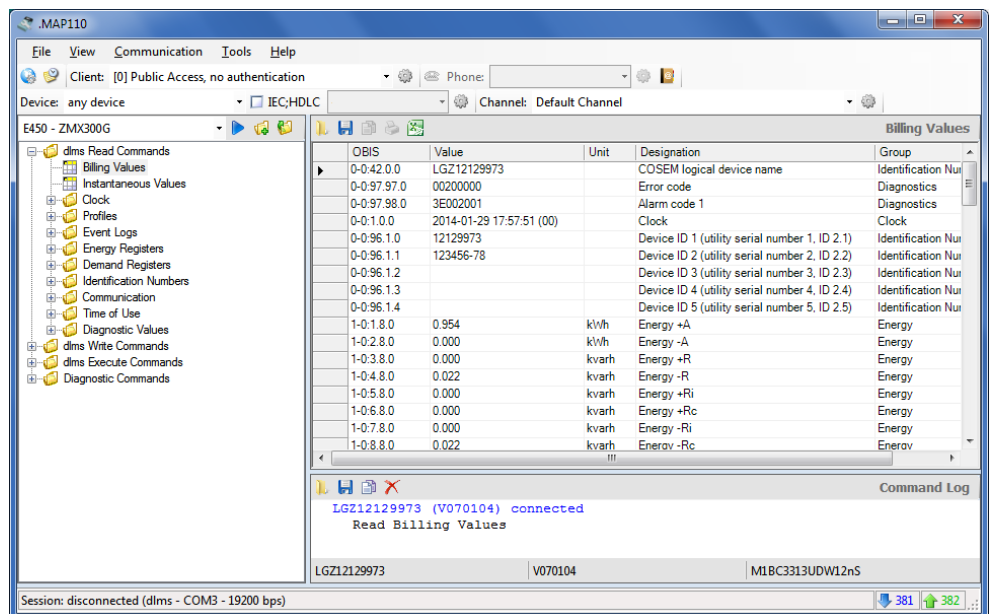 .MAP110
File View Communication Tools Help
Client: [0] Public Access, no authentication Phone:
Device: any device IEC;HDLC Channel: Default Channel
E450 - ZMX300G
dlms Read Commands
Billing Values
Instantaneous Values
Clock
Profiles
Event Logs
Energy Registers
Demand Registers
Identification Numbers
Communication
Time of Use
Diagnostic Values
dlms Write Commands
dlms Execute Commands
Diagnostic Commands
Billing Values
OBIS Value Unit Designation Group
0-0:42.0.0 LGZ12129973 COSEM logical device name Identification Nur
0-0:97.97.0 00200000 Error code Diagnostics
0-0:97.98.0 3E002001 Alarm code 1 Diagnostics
0-0:1.0.0 2014-01-29 17:57:51 (00) Clock Clock
0-0:96.1.0 12129973 Device ID 1 (utility serial number 1, ID 2.1) Identification Nur
0-0:96.1.1 123456-78 Device ID 2 (utility serial number 2, ID 2.2) Identification Nur
0-0:96.1.2 Device ID 3 (utility serial number 3, ID 2.3) Identification Nur
0-0:96.1.3 Device ID 4 (utility serial number 4, ID 2.4) Identification Nur
0-0:96.1.4 Device ID 5 (utility serial number 5, ID 2.5) Identification Nur
1-0:1.8.0 0.954 kWh Energy +A Energy
1-0:2.8.0 0.000 kWh Energy -A Energy
1-0:3.8.0 0.000 kvarh Energy +R Energy
1-0:4.8.0 0.022 kvarh Energy -R Energy
1-0:5.8.0 0.000 kvarh Energy +Ri Energy
1-0:6.8.0 0.000 kvarh Energy +Rc Energy
1-0:7.8.0 0.000 kvarh Energy -Ri Energy
1-0:8.8.0 0.022 kvarh Energy -Rc Energy
Command Log
LGZ12129973 (V070104) connected
Read Billing Values
LGZ12129973 V070104 M1BC3313UDW12nS
Session: disconnected (dlms - COM3 - 19200 bps) 381 382